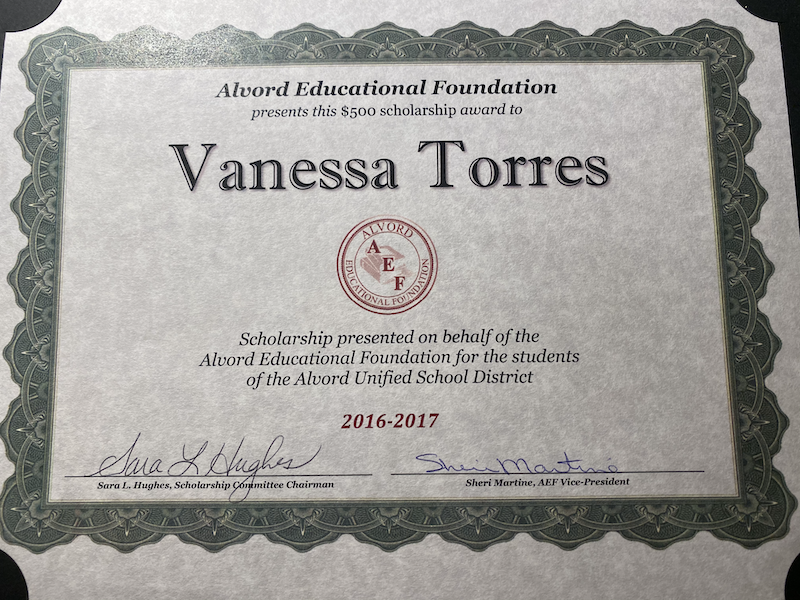 Alvord Educational Foundation
presents this $500 scholarship award to
Vanessa Torres
ALVORD
AEF
EDUCATIONAL FOUNDATION
Scholarship presented on behalf of the
Alvord Educational Foundation for the students
of the Alvord Unified School District
2016-2017
Sara L Hughes
Sheri Martine
Sara L. Hughes, Scholarship Committee Chairman
Sheri Martine, AEF Vice-President